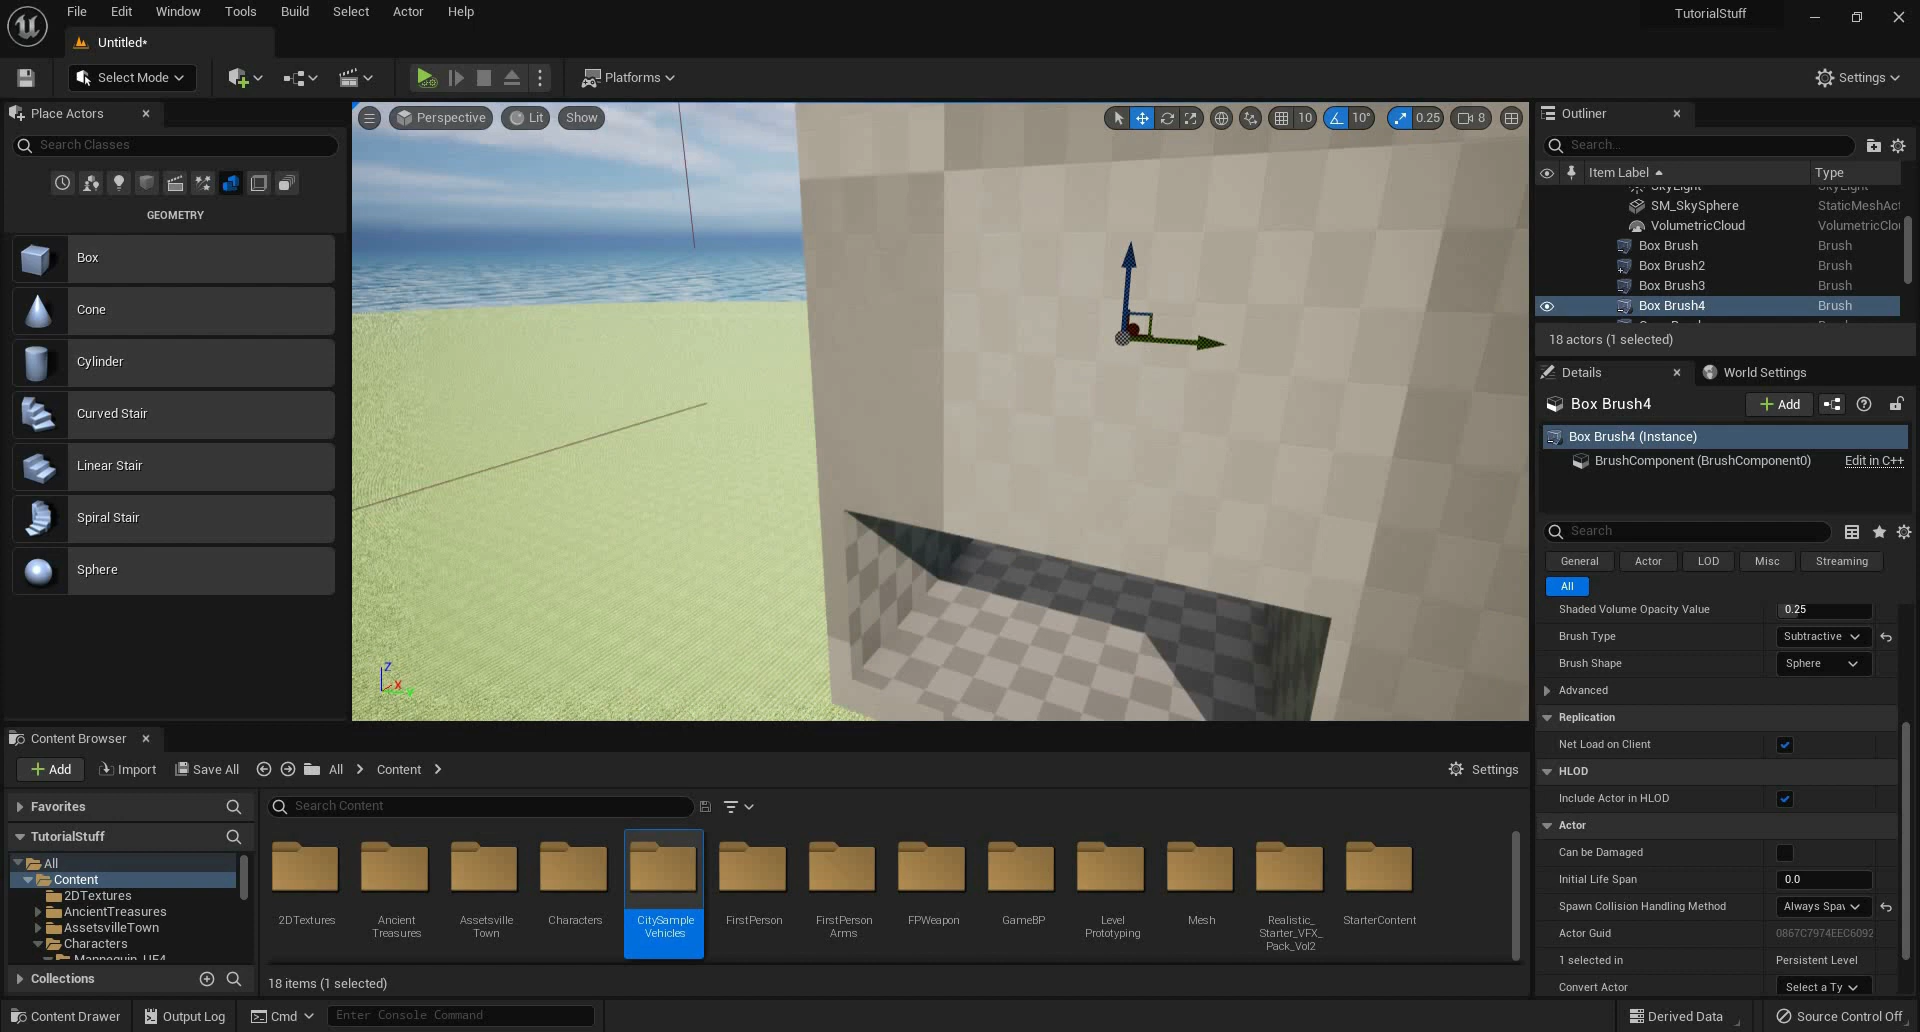 File Edit Window Tools Build Select Actor Help
TutorialStuff
Untitled*
Select Mode
Platforms
Settings
Place Actors
Search Classes
GEOMETRY
Box
Cone
Cylinder
Curved Stair
Linear Stair
Spiral Stair
Sphere
Perspective Lit Show
10 10° 0.25 8
Z
X
Outliner
Search...
Item Label Type
SkyLight SkyLight
SM_SkySphere StaticMeshAct
VolumetricCloud VolumetricClou
Box Brush Brush
Box Brush2 Brush
Box Brush3 Brush
Box Brush4 Brush
18 actors (1 selected)
Details World Settings
Box Brush4 Add
Box Brush4 (Instance)
BrushComponent (BrushComponent0) Edit in C++
Search
General Actor LOD Misc Streaming
All
Shaded Volume Opacity Value 0.25
Brush Type Subtractive
Brush Shape Sphere
Advanced
Replication
Net Load on Client
HLOD
Include Actor in HLOD
Actor
Can be Damaged
Initial Life Span 0.0
Spawn Collision Handling Method Always Spaw
Actor Guid 0867C7974EEC6092
1 selected in Persistent Level
Convert Actor Select a Ty
Content Browser
Add Import Save All All Content Settings
Favorites
Search Content
TutorialStuff
All
Content
2DTextures
AncientTreasures
AssetsvilleTown
Characters
Mannequin_UE4
Collections
2DTextures
Ancient
Treasures
Assetsville
Town
Characters
CitySample
Vehicles
FirstPerson
FirstPerson
Arms
FPWeapon
GameBP
Level
Prototyping
Mesh
Realistic_
Starter_VFX_
Pack_Vol2
StarterContent
18 items (1 selected)
Content Drawer Output Log Cmd Enter Console Command Derived Data Source Control Off